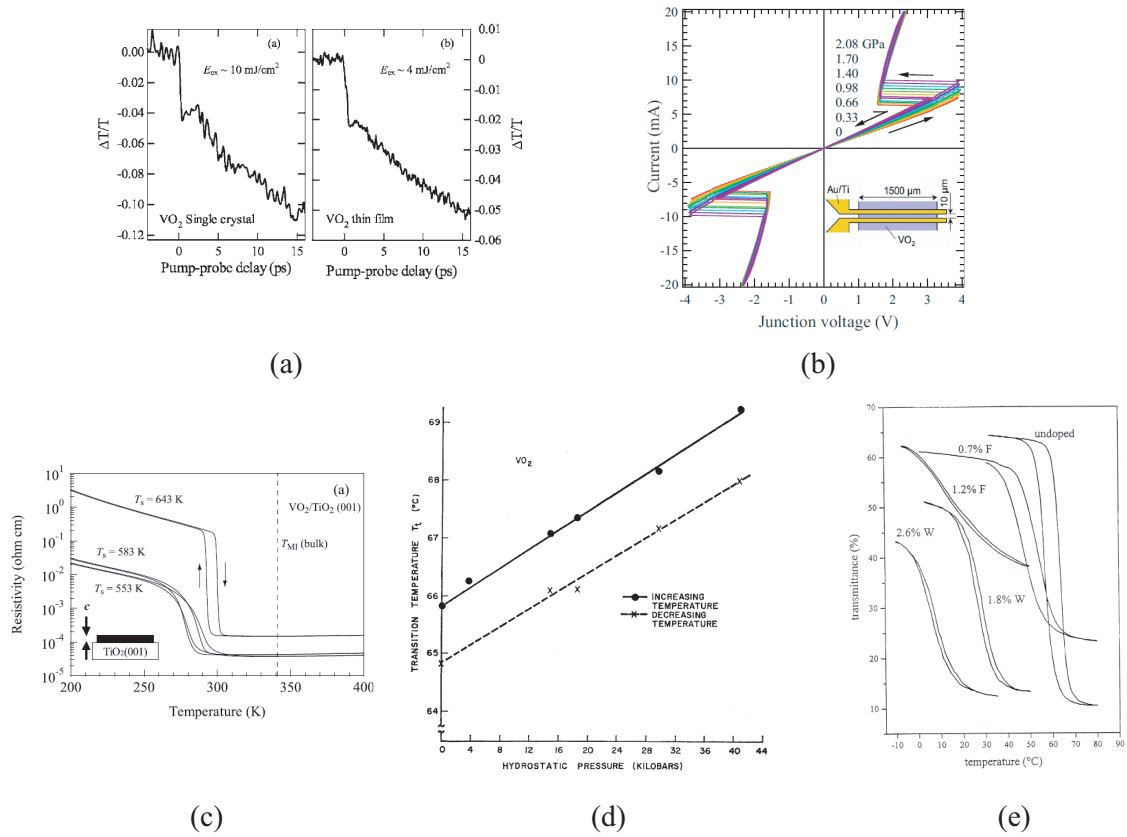 (a)
E_ex ~ 10 mJ/cm²
VO₂ Single crystal
ΔT/T
0.00
-0.02
-0.04
-0.06
-0.08
-0.10
-0.12
0 5 10 15
Pump-probe delay (ps)
(b)
E_ex ~ 4 mJ/cm²
VO₂ thin film
0.01
0
-0.01
-0.02
-0.03
-0.04
-0.05
-0.06
ΔT/T
0 5 10 15
Pump-probe delay (ps)
(a)
20
15
10
5
0
-5
-10
-15
-20
Current (mA)
2.08 GPa
1.70
1.40
0.98
0.66
0.33
0
Au/Ti
1500 µm
10 µm
VO₂
-4 -3 -2 -1 0 1 2 3 4
Junction voltage (V)
(b)
(a)
Resistivity (ohm cm)
10¹
10⁰
10⁻¹
10⁻²
10⁻³
10⁻⁴
10⁻⁵
T_s = 643 K
VO₂/TiO₂ (001)
T_MI (bulk)
T_s = 583 K
T_s = 553 K
c
TiO₂(001)
200 250 300 350 400
Temperature (K)
(c)
TRANSITION TEMPERATURE T_t (°C)
69
68
67
66
65
64
VO₂
INCREASING
TEMPERATURE
DECREASING
TEMPERATURE
0 4 8 12 16 20 24 28 32 36 40 44
HYDROSTATIC PRESSURE (KILOBARS)
(d)
transmittance (%)
70
60
50
40
30
20
10
undoped
0.7% F
1.2% F
2.6% W
1.8% W
-10 0 10 20 30 40 50 60 70 80 90
temperature (°C)
(e)